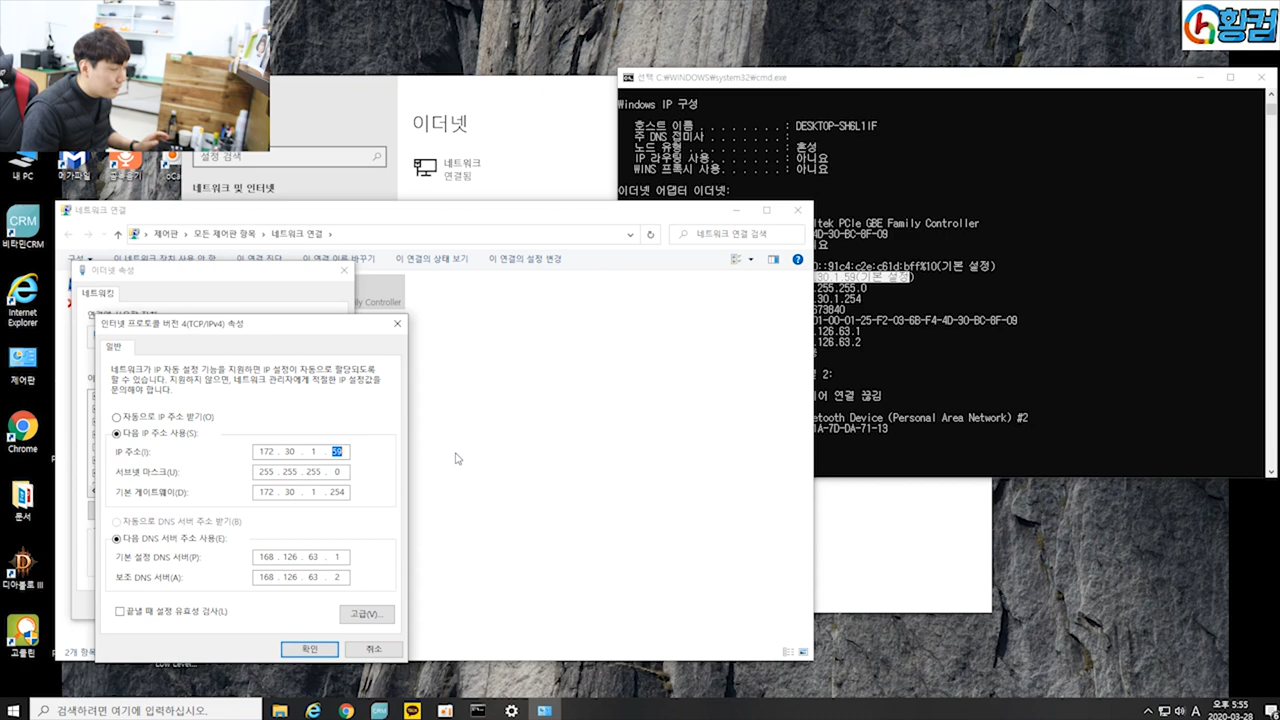 황컴
내 PC
메가파일
비타민CRM
Internet
Explorer
제어판
Chrome
문서
디아블로 III
고클린
설정 검색
네트워크 및 인터넷
이더넷
네트워크
연결됨
네트워크 연결
제어판 › 모든 제어판 항목 › 네트워크 연결 ›
네트워크 연결 검색
이 연결의 상태 보기
이 연결의 설정 변경
이더넷 속성
네트워킹
ily Controller
인터넷 프로토콜 버전 4(TCP/IPv4) 속성
일반
네트워크가 IP 자동 설정 기능을 지원하면 IP 설정이 자동으로 할당되도록
할 수 있습니다. 지원하지 않으면, 네트워크 관리자에게 적절한 IP 설정값을
문의해야 합니다.
자동으로 IP 주소 받기(O)
다음 IP 주소 사용(S):
IP 주소(I): 172 . 30 . 1 . 59
서브넷 마스크(U): 255 . 255 . 255 . 0
기본 게이트웨이(D): 172 . 30 . 1 . 254
자동으로 DNS 서버 주소 받기(B)
다음 DNS 서버 주소 사용(E):
기본 설정 DNS 서버(P): 168 . 126 . 63 . 1
보조 DNS 서버(A): 168 . 126 . 63 . 2
끝낼 때 설정 유효성 검사(L)
고급(V)...
확인
취소
2개 항목
선택 C:₩WINDOWS₩system32₩cmd.exe
Windows IP 구성
호스트 이름 . . . . . . . . : DESKTOP-SH6L1IF
주 DNS 접미사 . . . . . . . :
노드 유형 . . . . . . . . . : 혼성
IP 라우팅 사용. . . . . . . : 아니요
WINS 프록시 사용. . . . . . : 아니요
이더넷 어댑터 이더넷:
ltek PCIe GBE Family Controller
4D-30-BC-8F-09
요
0::91c4:c2e:c61d:bff%10(기본 설정)
.30.1.59(기본 설정)
.255.255.0
.30.1.254
673840
01-00-01-25-F2-03-6B-F4-4D-30-BC-8F-09
.126.63.1
.126.63.2
2:
어 연결 끊김
etooth Device (Personal Area Network) #2
1A-7D-DA-71-13
검색하려면 여기에 입력하십시오.
A
오후 5:55
2020-03-28